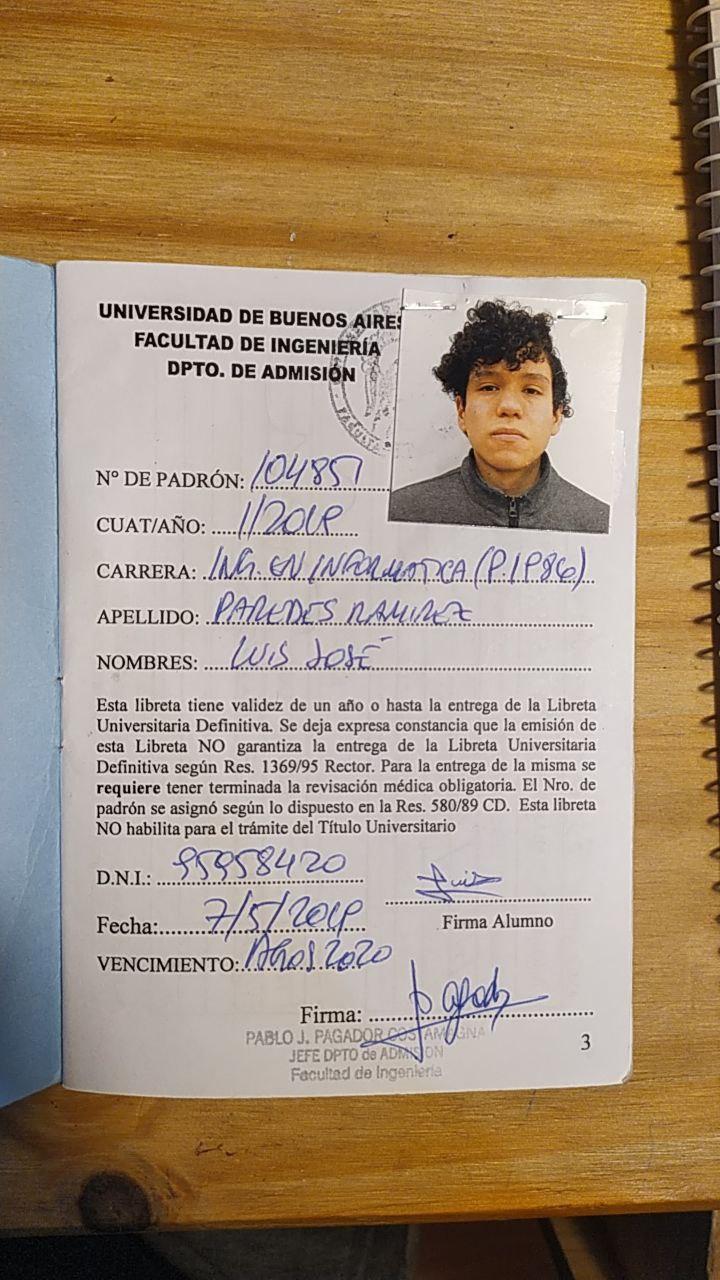 UNIVERSIDAD DE BUENOS AIRES
FACULTAD DE INGENIERÍA
DPTO. DE ADMISIÓN
N° DE PADRÓN: 104851
CUAT/AÑO: 1/2019
CARRERA: ING. EN INFORMATICA (P.1986)
APELLIDO: PAREDES RAMIREZ
NOMBRES: LUIS JOSÉ
Esta libreta tiene validez de un año o hasta la entrega de la Libreta
Universitaria Definitiva. Se deja expresa constancia que la emisión de
esta Libreta NO garantiza la entrega de la Libreta Universitaria
Definitiva según Res. 1369/95 Rector. Para la entrega de la misma se
requiere tener terminada la revisación médica obligatoria. El Nro. de
padrón se asignó según lo dispuesto en la Res. 580/89 CD. Esta libreta
NO habilita para el trámite del Título Universitario
D.N.I.: 95958420
Luis
Fecha: 7/5/2019
Firma Alumno
VENCIMIENTO: Agos 2020
Firma:
PABLO J. PAGADOR COSTAMAGNA
JEFE DPTO de ADMISION
Facultad de Ingeniería
3